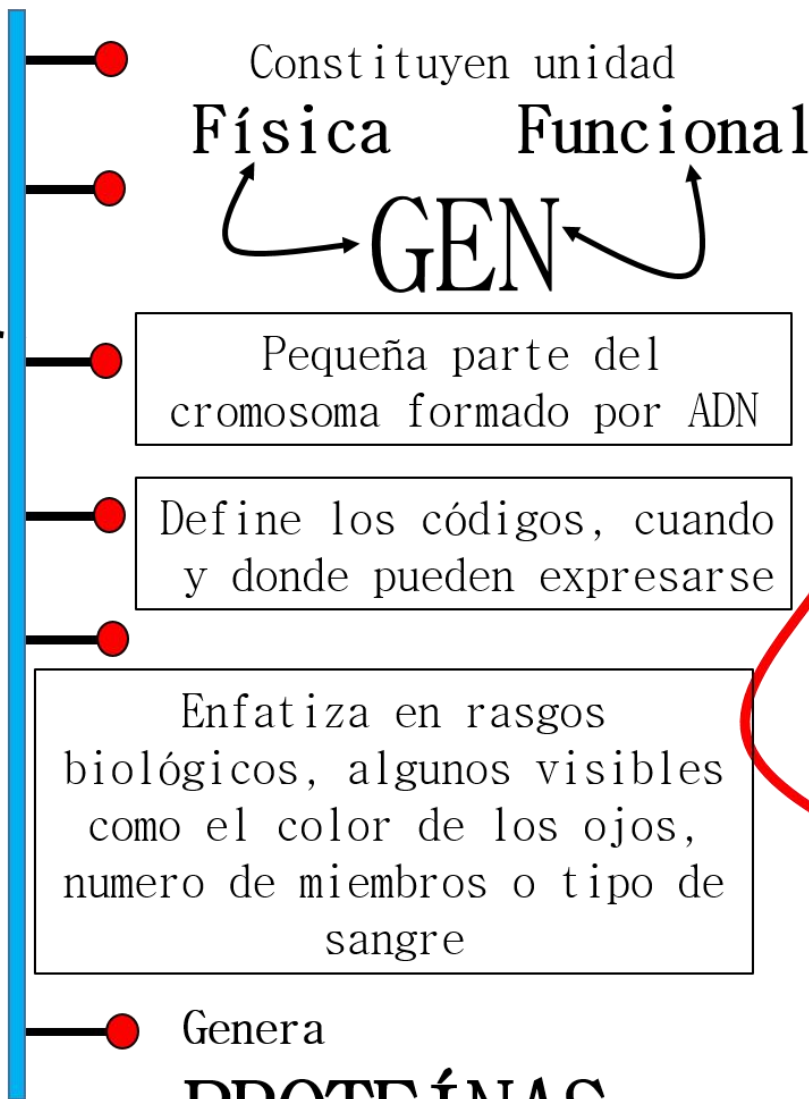 Constituyen unidad
Física Funcional
GEN
Pequeña parte del
cromosoma formado por ADN
Define los códigos, cuando
y donde pueden expresarse
Enfatiza en rasgos
biológicos, algunos visibles
como el color de los ojos,
numero de miembros o tipo de
sangre
Genera
PROTEÍNAS